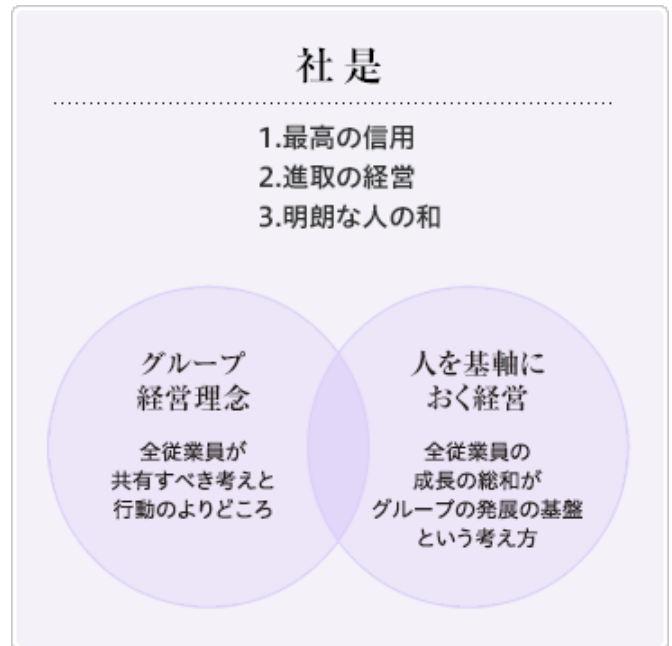 社是
1.最高の信用
2.進取の経営
3.明朗な人の和
グループ
経営理念
全従業員が
共有すべき考えと
行動のよりどころ
人を基軸に
おく経営
全従業員の
成長の総和が
グループの発展の基盤
という考え方